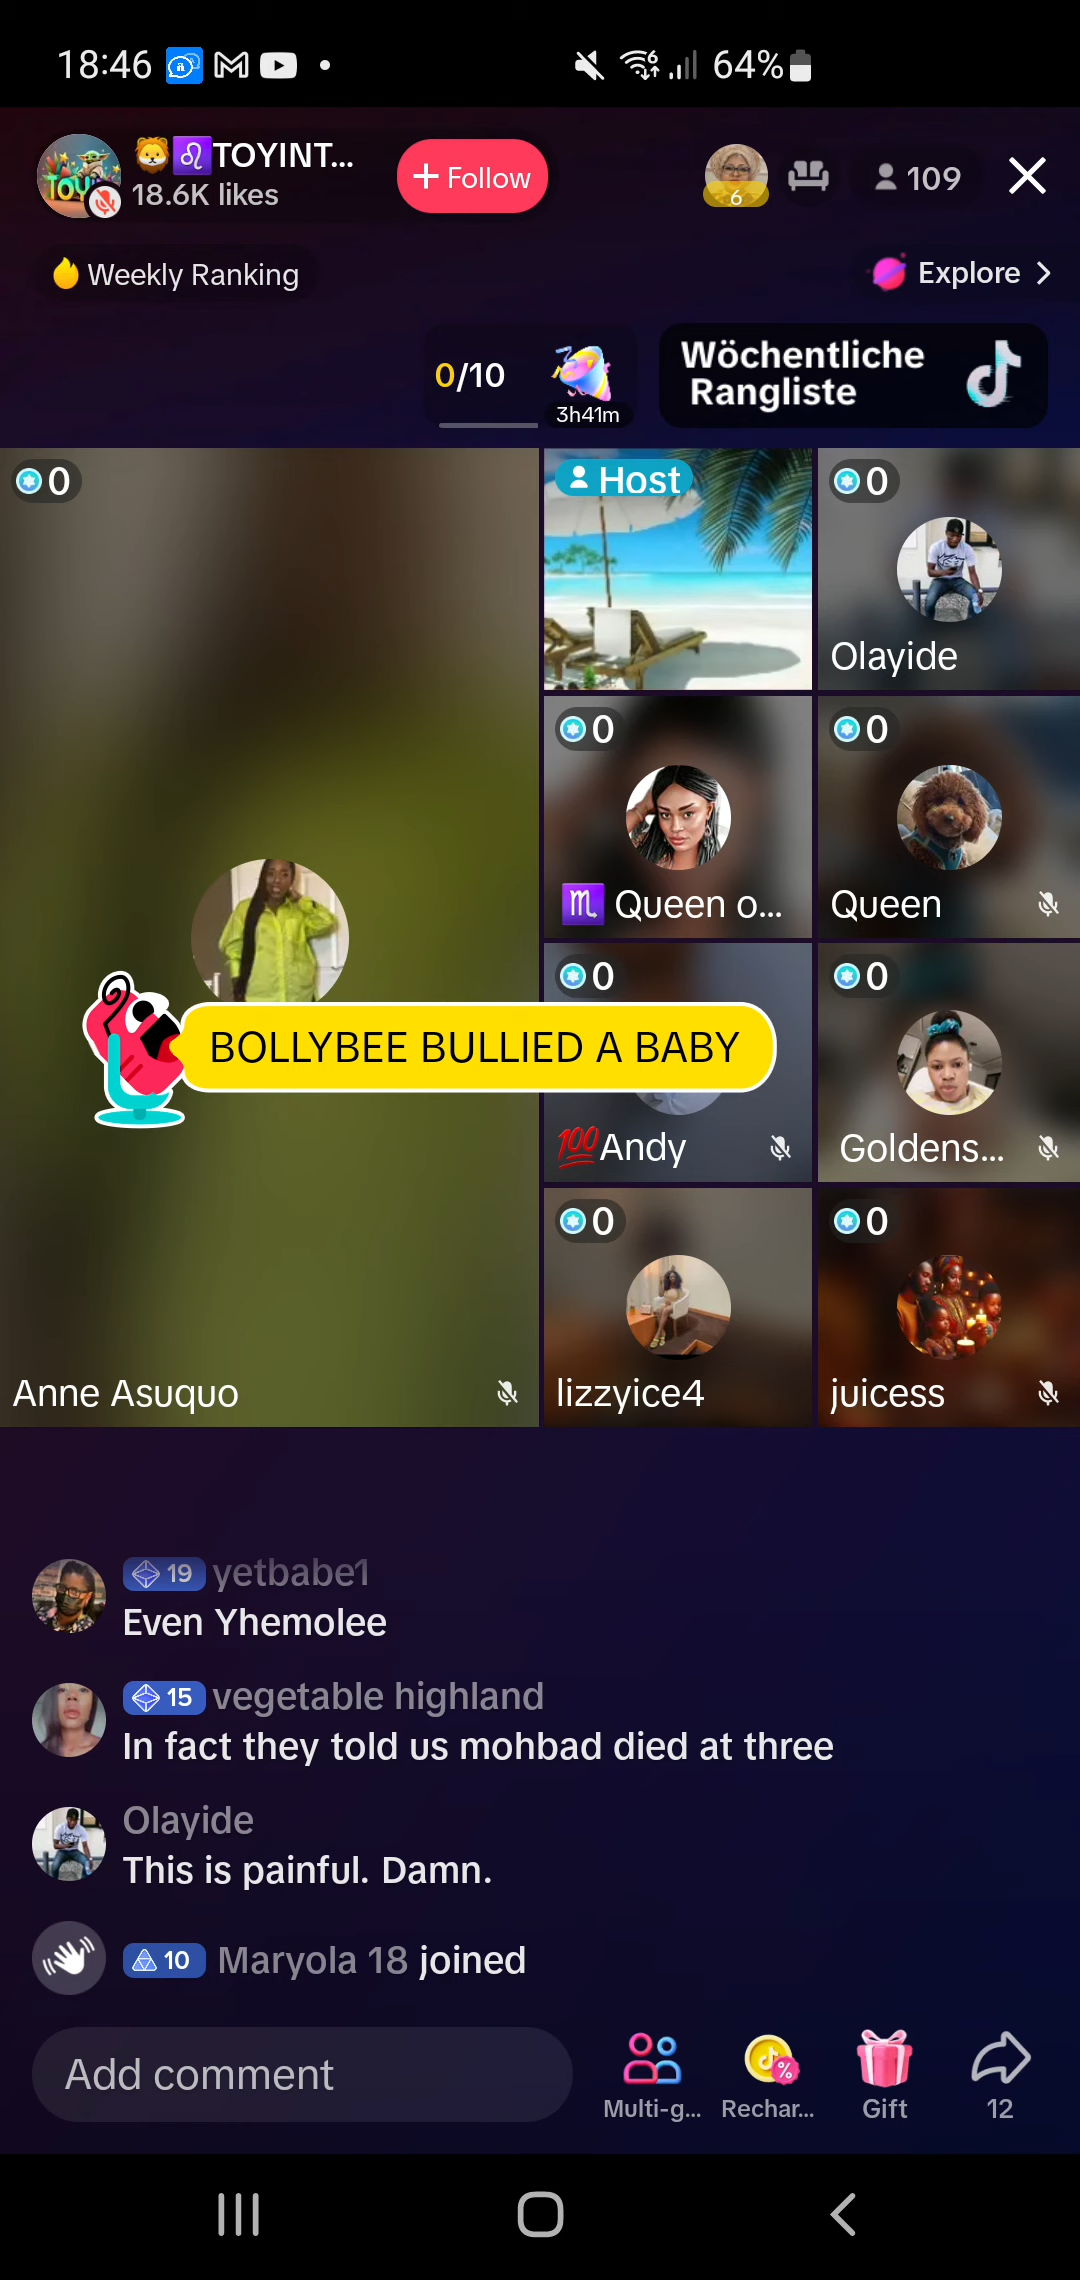 18:46
64%
🦁♌TOYINT...
18.6K likes
+ Follow
6
109
Weekly Ranking
Explore
0/10
3h41m
Wöchentliche
Rangliste
0
Host
0
Olayide
0
♏ Queen o...
0
Queen
0
💯Andy
0
Goldens...
BOLLYBEE BULLIED A BABY
Anne Asuquo
0
lizzyice4
0
juicess
19 yetbabe1
Even Yhemolee
15 vegetable highland
In fact they told us mohbad died at three
Olayide
This is painful. Damn.
10 Maryola 18 joined
Add comment
Multi-g...
Rechar...
Gift
12